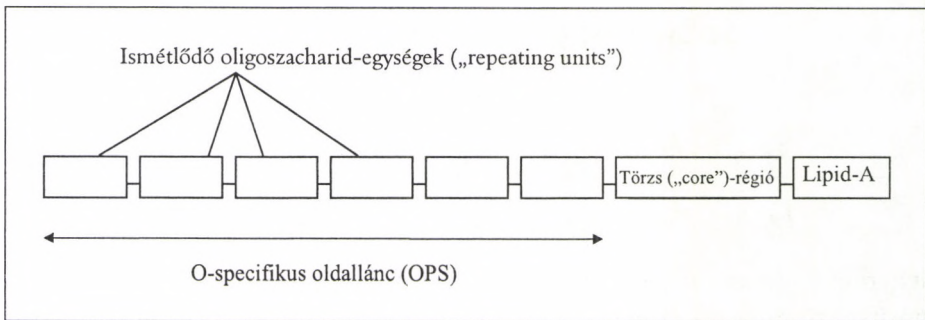 Ismétlődő oligoszacharid-egységek („repeating units”)
Törzs („core”)-régió
Lipid-A
O-specifikus oldallánc (OPS)